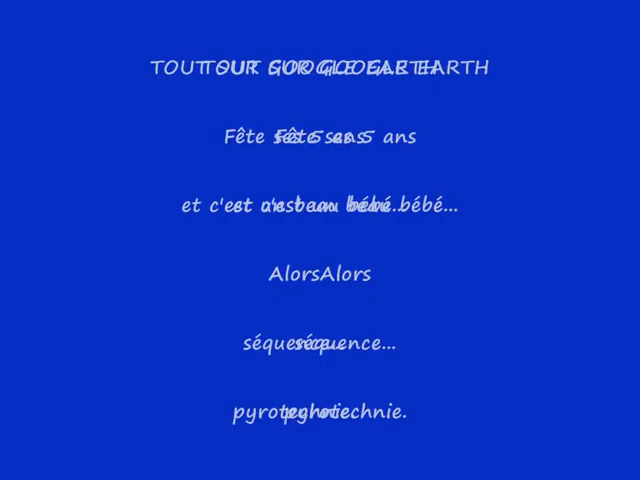 TOUT SUR GOOGLE EARTH
Fête ses 5 ans
et c'est un beau bébé...
Alors
séquence...
pyrotechnie.